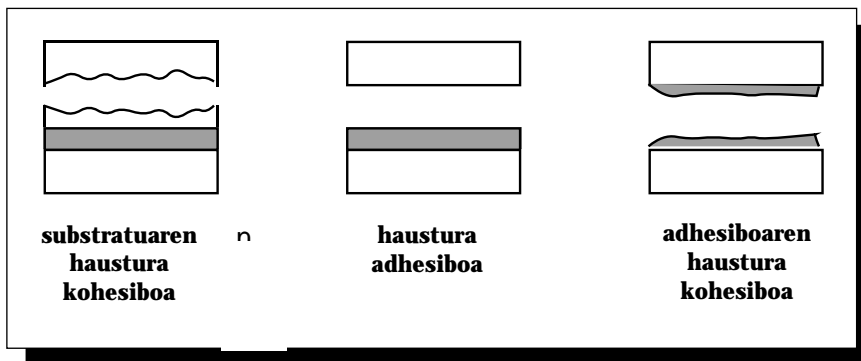 substratuaren
haustura
kohesiboa
n
haustura
adhesiboa
adhesiboaren
haustura
kohesiboa